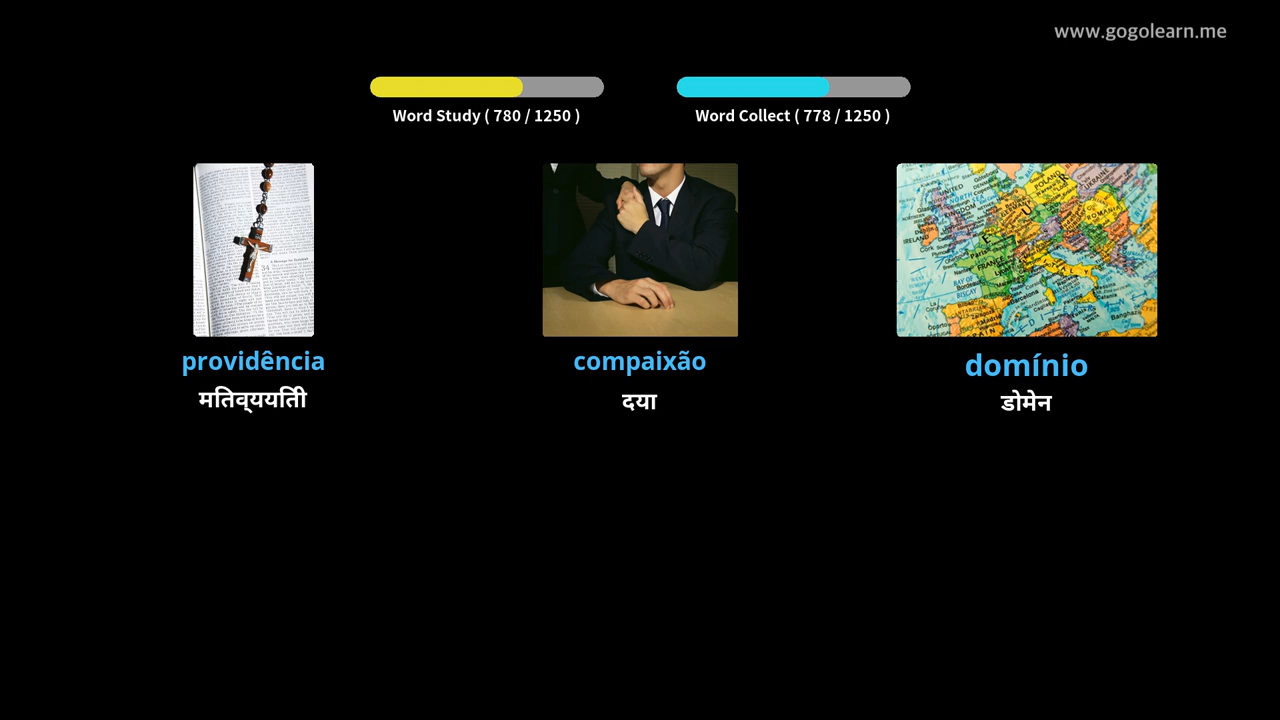 www.gogolearn.me
Word Study ( 780 / 1250 )
Word Collect ( 778 / 1250 )
providência
compaixão
domínio
मतिव्ययतिी
दया
डोमेन